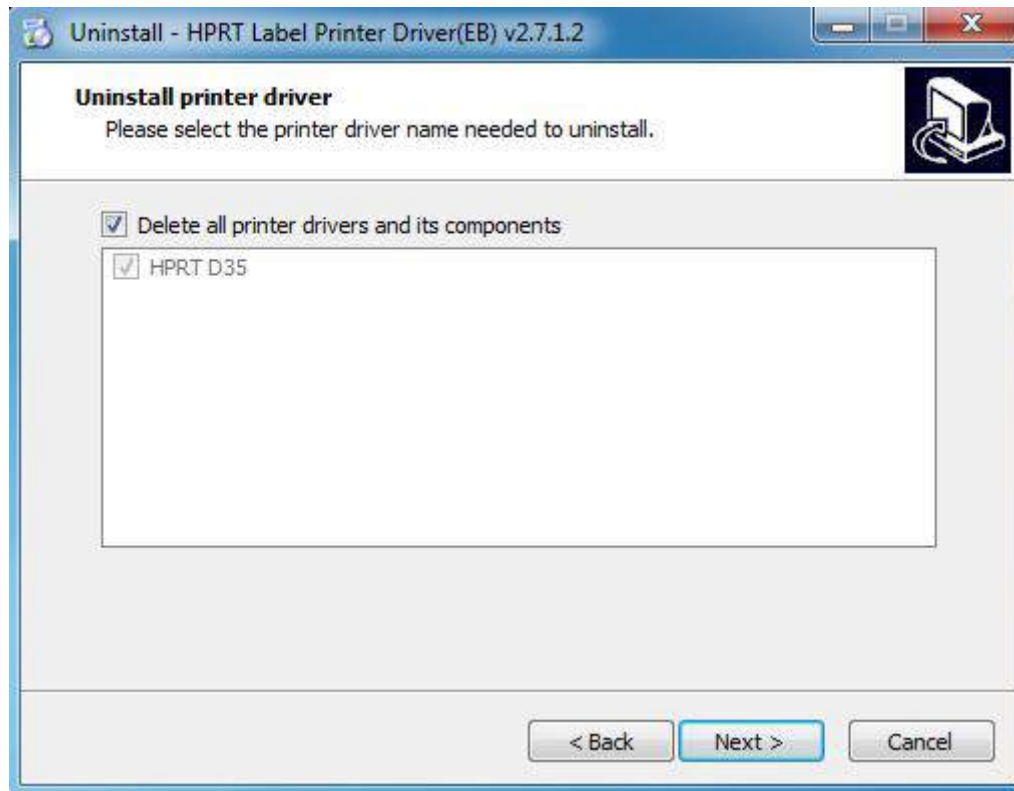 Uninstall - HPRT Label Printer Driver(EB) v2.7.1.2
Uninstall printer driver
Please select the printer driver name needed to uninstall.
Delete all printer drivers and its components
HPRT D35
< Back Next > Cancel